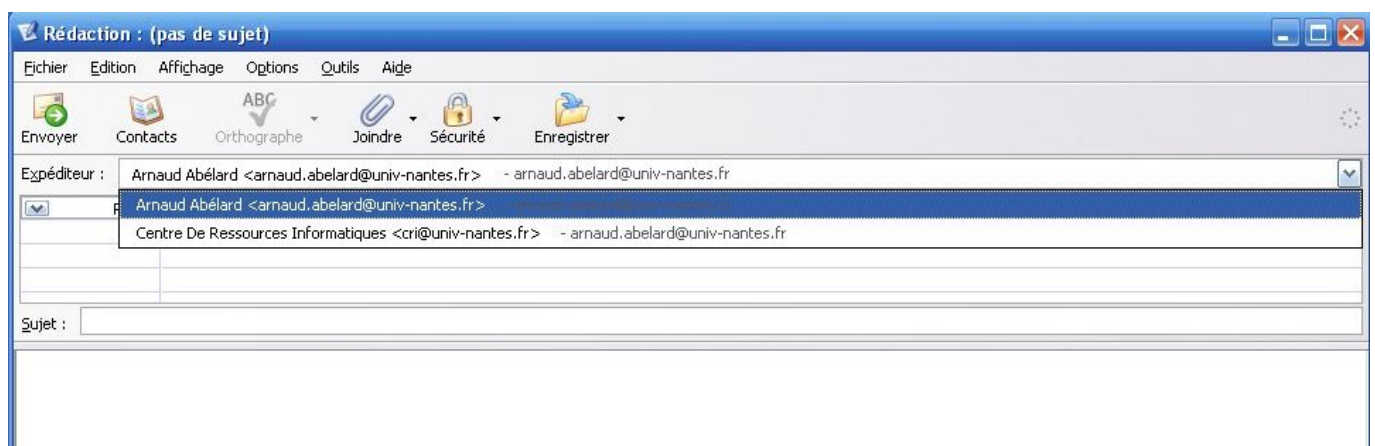 Rédaction : (pas de sujet)
Fichier Edition Affichage Options Outils Aide
ABC
Envoyer Contacts Orthographe Joindre Sécurité Enregistrer
Expéditeur : Arnaud Abélard <arnaud.abelard@univ-nantes.fr> - arnaud.abelard@univ-nantes.fr
Arnaud Abélard <arnaud.abelard@univ-nantes.fr>
Centre De Ressources Informatiques <cri@univ-nantes.fr> - arnaud.abelard@univ-nantes.fr
Sujet :